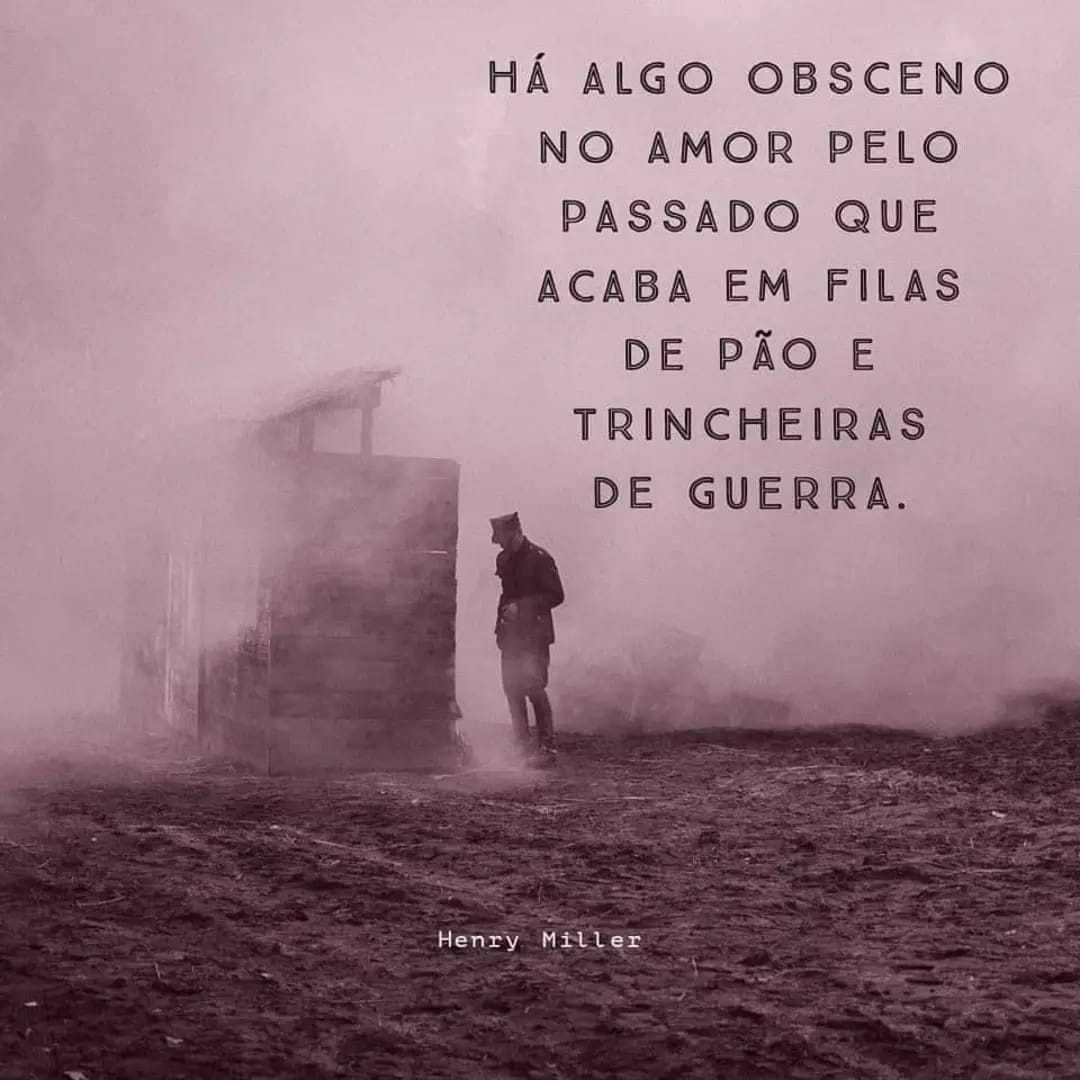 HÁ ALGO OBSCENO
NO AMOR PELO
PASSADO QUE
ACABA EM FILAS
DE PÃO E
TRINCHEIRAS
DE GUERRA.
Henry Miller